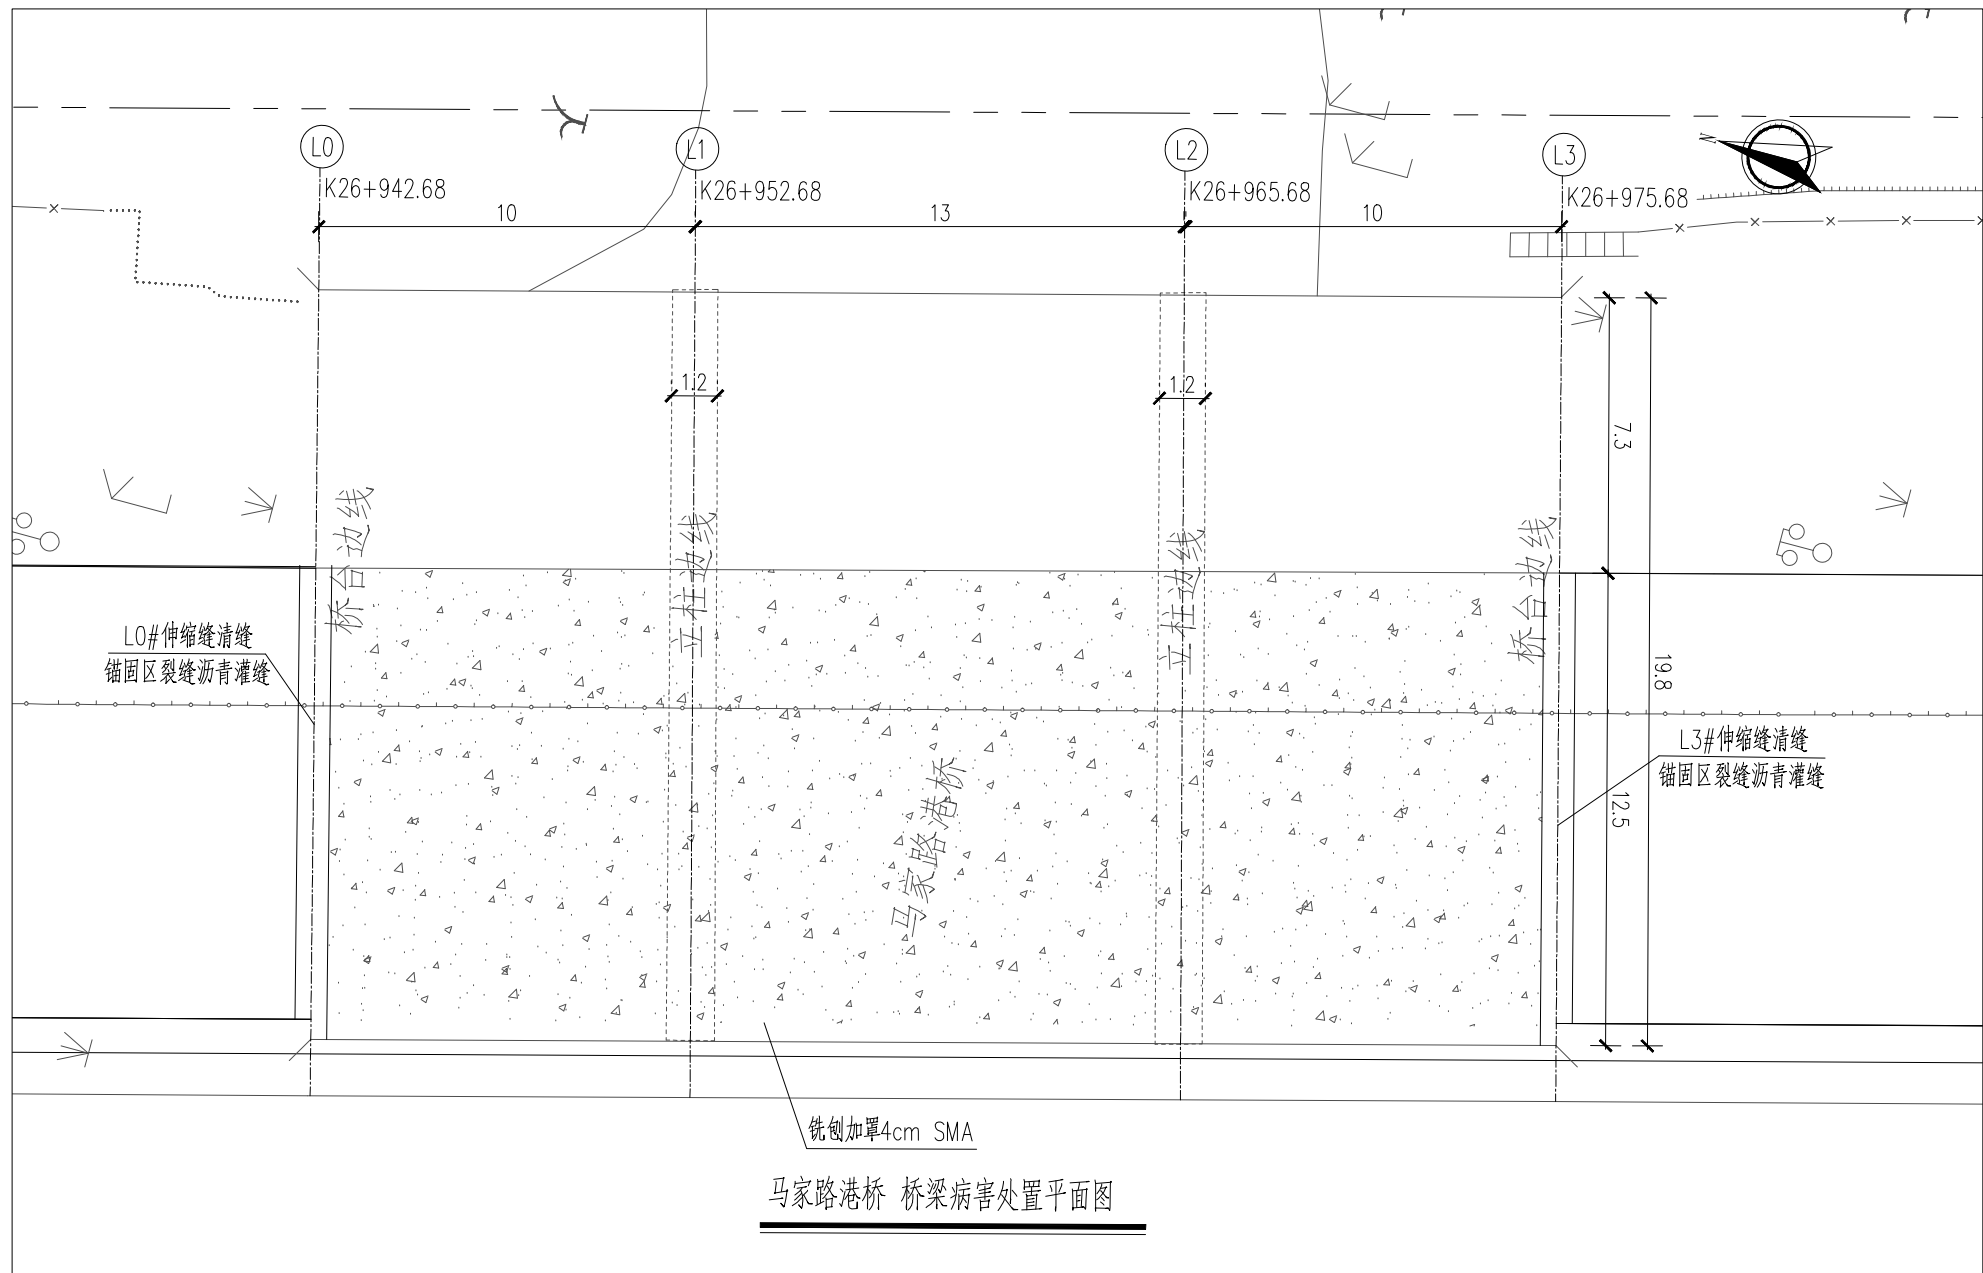 L0
L1
L2
L3
N
K26+942.68
K26+952.68
K26+965.68
K26+975.68
10
13
10
1.2
1.2
7.3
桥台边线
立柱边线
立柱边线
桥台边线
L0#伸缩缝清缝
锚固区裂缝沥青灌缝
19.8
L3#伸缩缝清缝
锚固区裂缝沥青灌缝
12.5
马家路港桥
铣刨加罩4cm SMA
马家路港桥 桥梁病害处置平面图